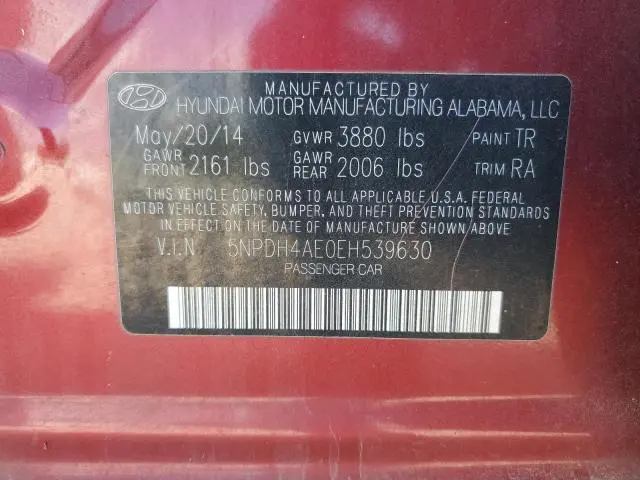 MANUFACTURED BY
HYUNDAI MOTOR MANUFACTURING ALABAMA, LLC
May/20/14 GVWR 3880 lbs PAINT TR
GAWR FRONT 2161 lbs GAWR REAR 2006 lbs TRIM RA
THIS VEHICLE CONFORMS TO ALL APPLICABLE U.S.A. FEDERAL
MOTOR VEHICLE SAFETY, BUMPER, AND THEFT PREVENTION STANDARDS
IN EFFECT ON THE DATE OF MANUFACTURE SHOWN ABOVE.
V.I.N 5NPDH4AE0EH539630
PASSENGER CAR